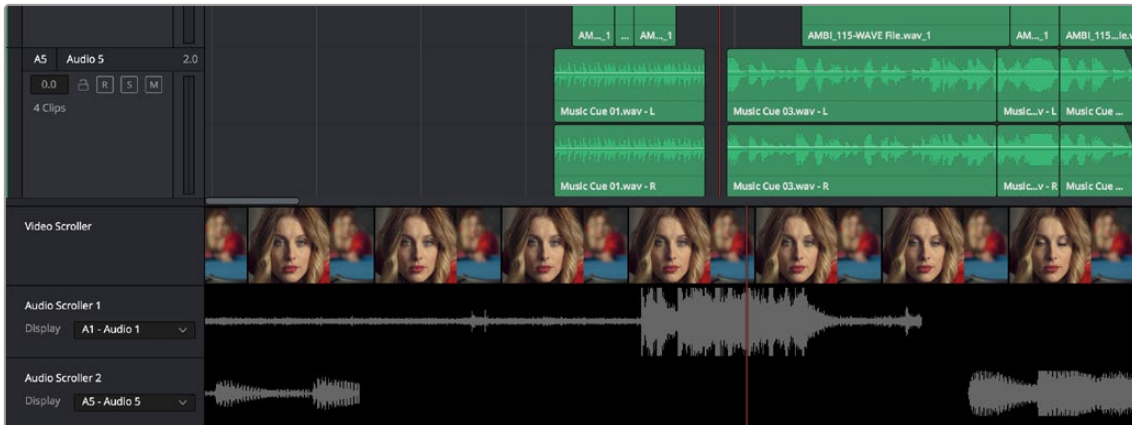 AM..._1 ... AM..._1 AMBI_115-WAVE File.wav_1 AM..._1 AMBI_115...le.v
A5 Audio 5 2.0
0.0 R S M
4 Clips
Music Cue 01.wav - L Music Cue 03.wav - L Music...v - L Music Cue ...
Music Cue 01.wav - R Music Cue 03.wav - R Music...v - R Music Cue ...
Video Scroller
Audio Scroller 1
Display A1 - Audio 1
Audio Scroller 2
Display A5 - Audio 5